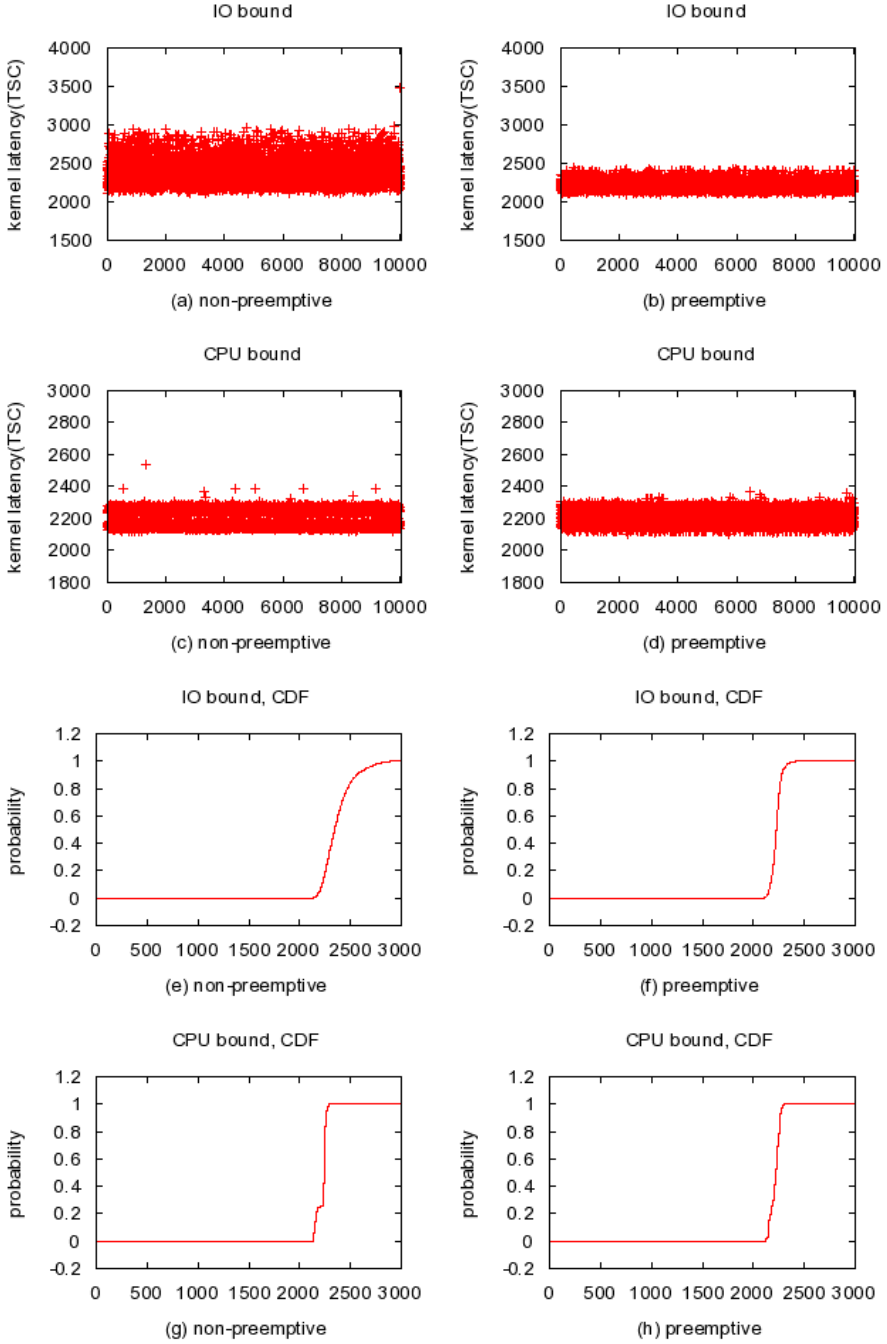 IO bound
4000
3500
3000
2500
2000
1500
kernel latency(TSC)
0 2000 4000 6000 8000 10000
(a) non-preemptive
IO bound
4000
3500
3000
2500
2000
1500
kernel latency(TSC)
0 2000 4000 6000 8000 10000
(b) preemptive
CPU bound
3000
2800
2600
2400
2200
2000
1800
kernel latency(TSC)
0 2000 4000 6000 8000 10000
(c) non-preemptive
CPU bound
3000
2800
2600
2400
2200
2000
1800
kernel latency(TSC)
0 2000 4000 6000 8000 10000
(d) preemptive
IO bound, CDF
1.2
1
0.8
0.6
0.4
0.2
0
-0.2
probability
0 500 1000 1500 2000 2500 3000
(e) non-preemptive
IO bound, CDF
1.2
1
0.8
0.6
0.4
0.2
0
-0.2
probability
0 500 1000 1500 2000 2500 3000
(f) preemptive
CPU bound, CDF
1.2
1
0.8
0.6
0.4
0.2
0
-0.2
probability
0 500 1000 1500 2000 2500 3000
(g) non-preemptive
CPU bound, CDF
1.2
1
0.8
0.6
0.4
0.2
0
-0.2
probability
0 500 1000 1500 2000 2500 3000
(h) preemptive